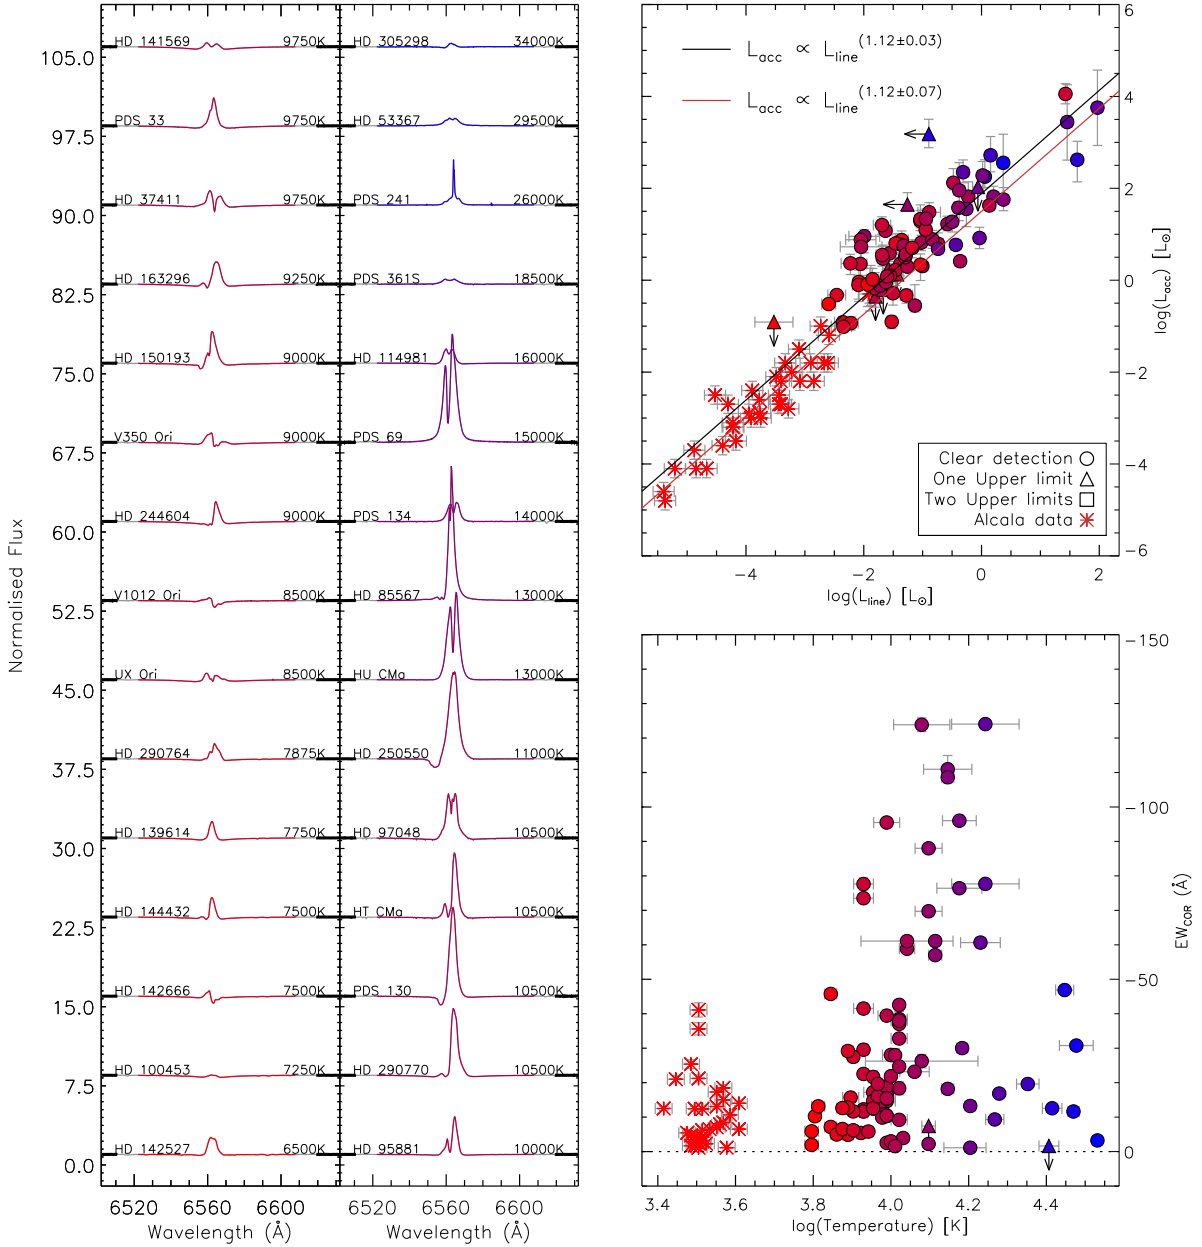 105.0
97.5
90.0
82.5
75.0
67.5
60.0
52.5
45.0
37.5
30.0
22.5
15.0
7.5
0.0
Normalised Flux
HD 141569 9750K
PDS 33 9750K
HD 37411 9750K
HD 163296 9250K
HD 150193 9000K
V350 Ori 9000K
HD 244604 9000K
V1012 Ori 8500K
UX Ori 8500K
HD 290764 7875K
HD 139614 7750K
HD 144432 7500K
HD 142666 7500K
HD 100453 7250K
HD 142527 6500K
6520 6560 6600
Wavelength (Å)
HD 305298 34000K
HD 53367 29500K
PDS 241 26000K
PDS 361S 18500K
HD 114981 16000K
PDS 69 15000K
PDS 134 14000K
HD 85567 13000K
HU CMa 13000K
HD 250550 11000K
HD 97048 10500K
HT CMa 10500K
PDS 130 10500K
HD 290770 10500K
HD 95881 10000K
6520 6560 6600
Wavelength (Å)
L_acc ∝ L_line^(1.12±0.03)
L_acc ∝ L_line^(1.12±0.07)
Clear detection
One Upper limit
Two Upper limits
Alcala data
6
4
2
0
−2
−4
−6
log(L_acc) [L_⊙]
−4 −2 0 2
log(L_line) [L_⊙]
−150
−100
−50
0
EW_COR (Å)
3.4 3.6 3.8 4.0 4.2 4.4
log(Temperature) [K]